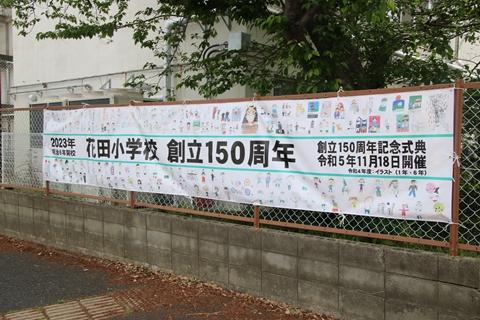 2023年
明治6年開校
花田小学校 創立150周年
創立150周年記念式典
令和5年11月18日開催
令和4年度:イラスト(1年・6年)